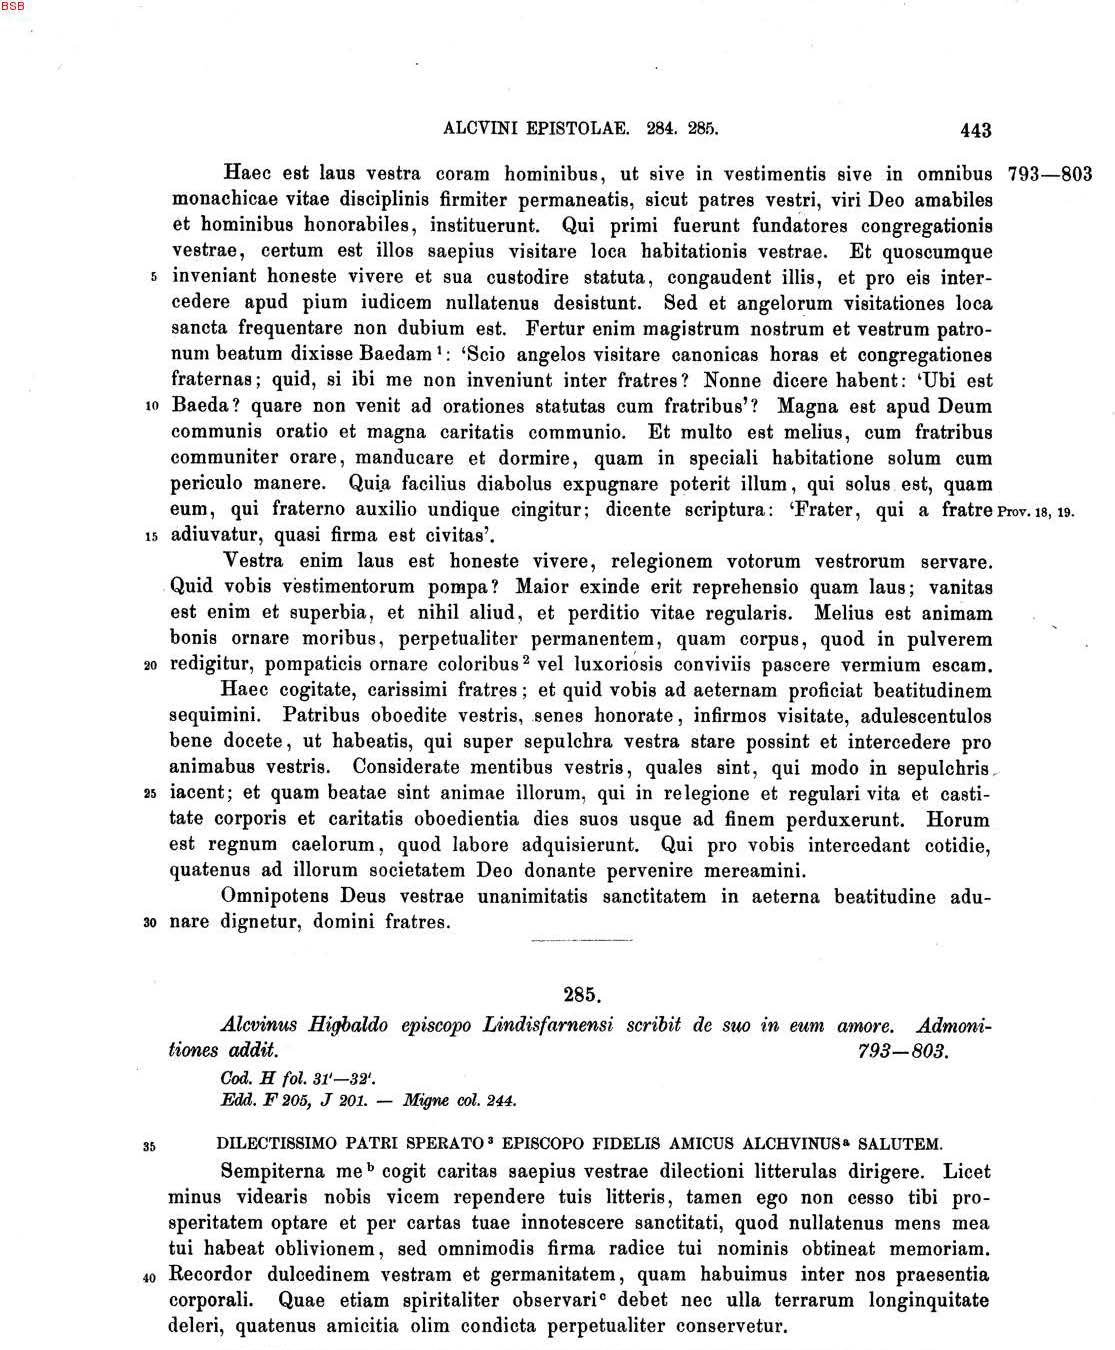 BSB
ALCVINI EPISTOLAE. 284. 285. 443
Haec est laus vestra coram hominibus, ut sive in vestimentis sive in omnibus 793—803
monachicae vitae disciplinis firmiter permaneatis, sicut patres vestri, viri Deo amabiles
et hominibus honorabiles, instituerunt. Qui primi fuerunt fundatores congregationis
vestrae, certum est illos saepius visitare loca habitationis vestrae. Et quoscumque
5 inveniant honeste vivere et sua custodire statuta, congaudent illis, et pro eis inter-
cedere apud pium iudicem nullatenus desistunt. Sed et angelorum visitationes loca
sancta frequentare non dubium est. Fertur enim magistrum nostrum et vestrum patro-
num beatum dixisse Baedam¹: ‘Scio angelos visitare canonicas horas et congregationes
fraternas; quid, si ibi me non inveniunt inter fratres? Nonne dicere habent: ‘Ubi est
10 Baeda? quare non venit ad orationes statutas cum fratribus’? Magna est apud Deum
communis oratio et magna caritatis communio. Et multo est melius, cum fratribus
communiter orare, manducare et dormire, quam in speciali habitatione solum cum
periculo manere. Quia facilius diabolus expugnare poterit illum, qui solus est, quam
eum, qui fraterno auxilio undique cingitur; dicente scriptura: ‘Frater, qui a fratre Prov. 18, 19.
15 adiuvatur, quasi firma est civitas’.
Vestra enim laus est honeste vivere, relegionem votorum vestrorum servare.
Quid vobis vestimentorum pompa? Maior exinde erit reprehensio quam laus; vanitas
est enim et superbia, et nihil aliud, et perditio vitae regularis. Melius est animam
bonis ornare moribus, perpetualiter permanentem, quam corpus, quod in pulverem
20 redigitur, pompaticis ornare coloribus² vel luxoriosis conviviis pascere vermium escam.
Haec cogitate, carissimi fratres; et quid vobis ad aeternam proficiat beatitudinem
sequimini. Patribus oboedite vestris, senes honorate, infirmos visitate, adulescentulos
bene docete, ut habeatis, qui super sepulchra vestra stare possint et intercedere pro
animabus vestris. Considerate mentibus vestris, quales sint, qui modo in sepulchris
25 iacent; et quam beatae sint animae illorum, qui in relegione et regulari vita et casti-
tate corporis et caritatis oboedientia dies suos usque ad finem perduxerunt. Horum
est regnum caelorum, quod labore adquisierunt. Qui pro vobis intercedant cotidie,
quatenus ad illorum societatem Deo donante pervenire mereamini.
Omnipotens Deus vestrae unanimitatis sanctitatem in aeterna beatitudine adu-
30 nare dignetur, domini fratres.
285.
Alcvinus Higbaldo episcopo Lindisfarnensi scribit de suo in eum amore. Admoni-
tiones addit. 793—803.
Cod. H fol. 31'—32'.
Edd. F 205, J 201. — Migne col. 244.
35 DILECTISSIMO PATRI SPERATO³ EPISCOPO FIDELIS AMICUS ALCHVINUSᵃ SALUTEM.
Sempiterna meᵇ cogit caritas saepius vestrae dilectioni litterulas dirigere. Licet
minus videaris nobis vicem rependere tuis litteris, tamen ego non cesso tibi pro-
speritatem optare et per cartas tuae innotescere sanctitati, quod nullatenus mens mea
tui habeat oblivionem, sed omnimodis firma radice tui nominis obtineat memoriam.
40 Recordor dulcedinem vestram et germanitatem, quam habuimus inter nos praesentia
corporali. Quae etiam spiritaliter observariᶜ debet nec ulla terrarum longinquitate
deleri, quatenus amicitia olim condicta perpetualiter conservetur.